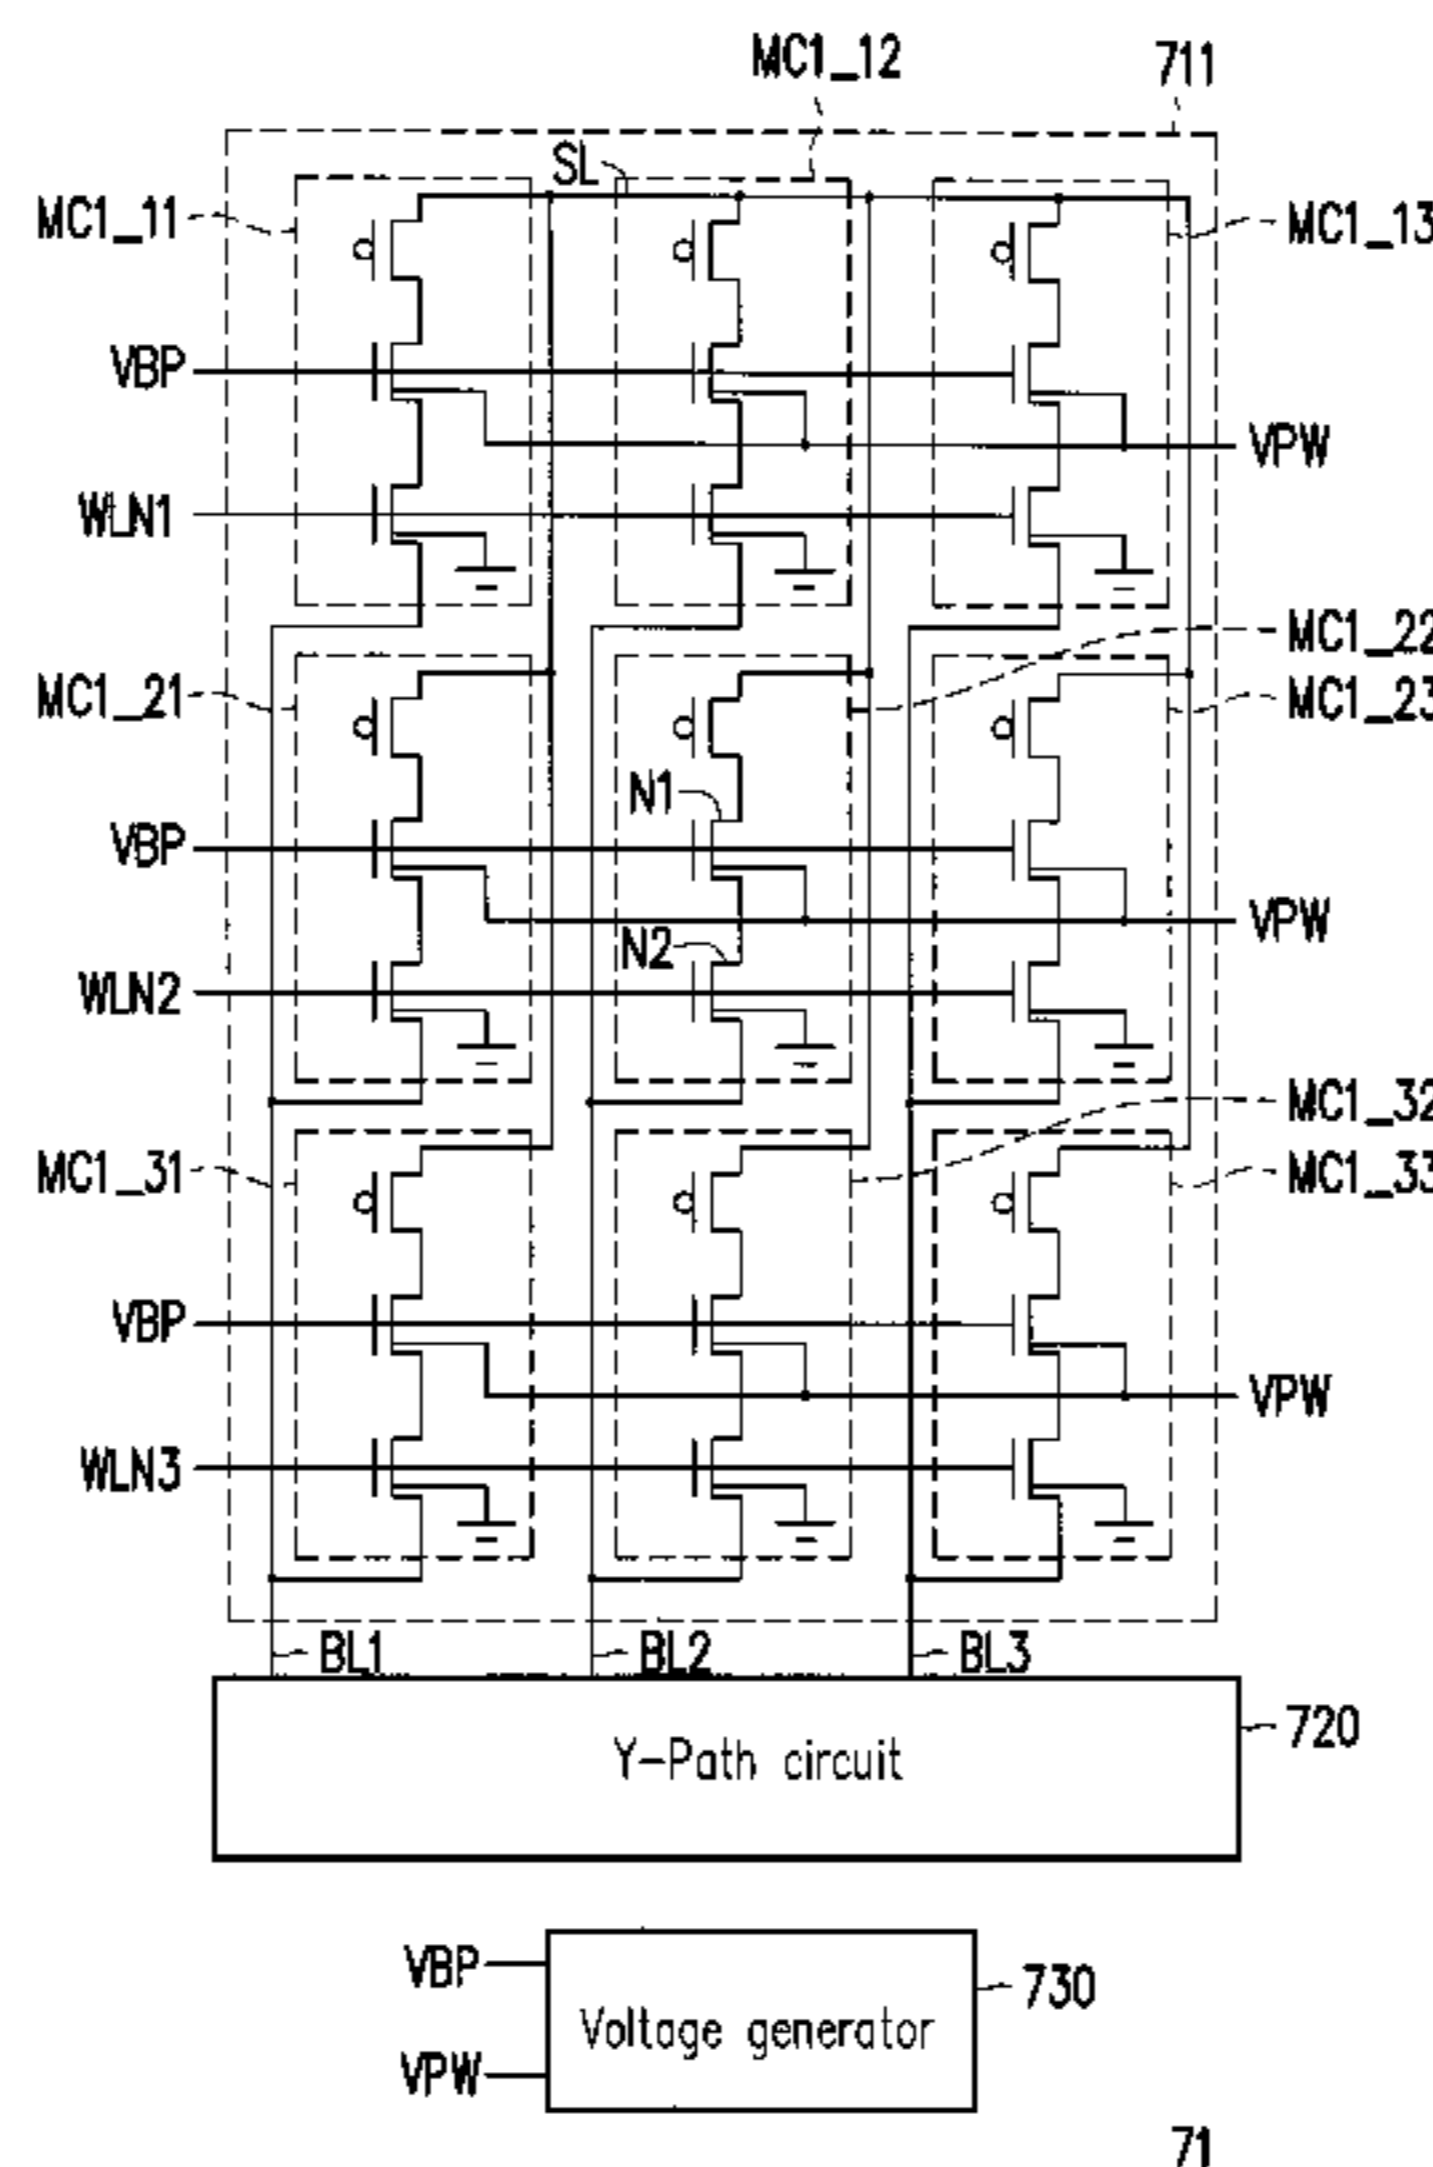 MC1_12
711
SL
MC1_11
MC1_13
VBP
VPW
WLN1
MC1_22
MC1_21
MC1_23
N1
VBP
VPW
N2
WLN2
MC1_32
MC1_31
MC1_33
VBP
VPW
WLN3
BL1
BL2
BL3
Y-Path circuit
720
VBP
730
Voltage generator
VPW
71